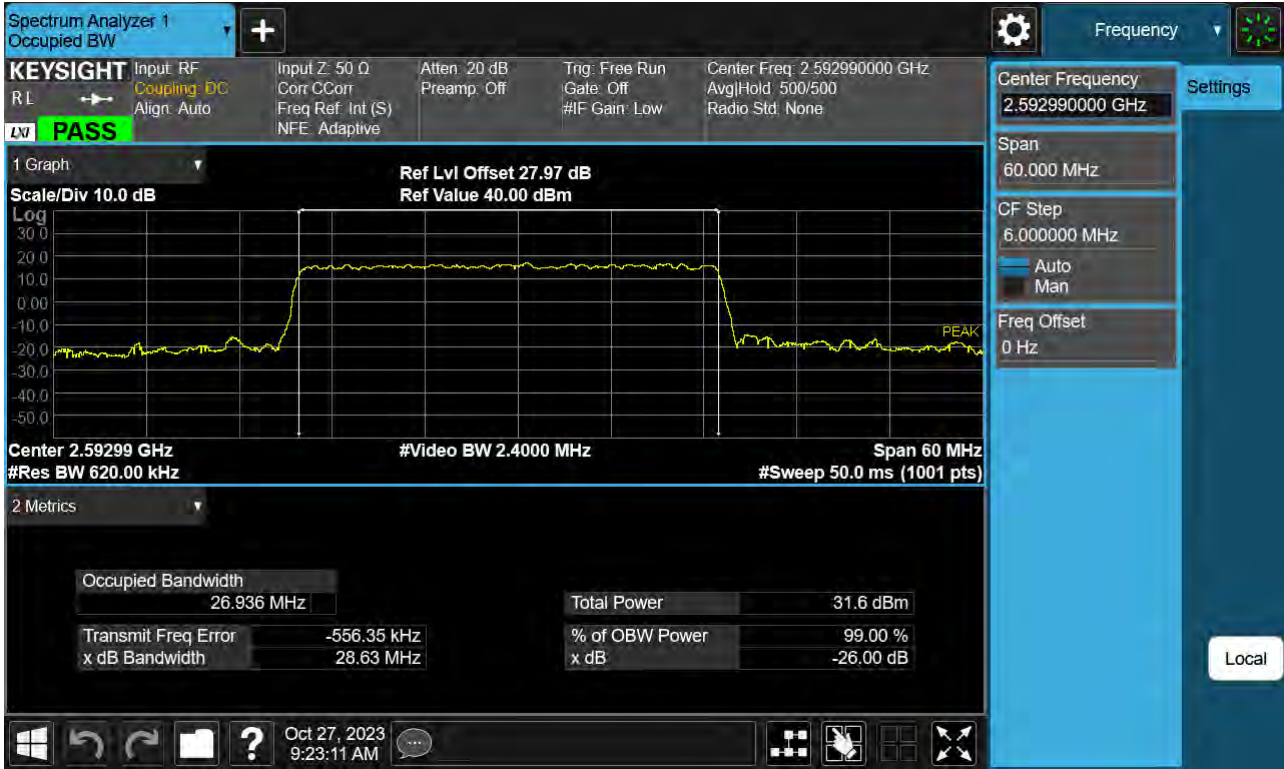 Spectrum Analyzer 1
Occupied BW
Frequency
KEYSIGHT
R L
LXI
PASS
Input: RF
Coupling: DC
Align: Auto
Input Z: 50 Ω
Corr CCorr
Freq Ref: Int (S)
NFE: Adaptive
Atten: 20 dB
Preamp: Off
Trig: Free Run
Gate: Off
#IF Gain: Low
Center Freq: 2.592990000 GHz
Avg|Hold: 500/500
Radio Std: None
1 Graph
Scale/Div 10.0 dB
Ref Lvl Offset 27.97 dB
Ref Value 40.00 dBm
Log
30.0
20.0
10.0
0.00
-10.0
-20.0
-30.0
-40.0
-50.0
PEAK
Center 2.59299 GHz
#Video BW 2.4000 MHz
Span 60 MHz
#Res BW 620.00 kHz
#Sweep 50.0 ms (1001 pts)
2 Metrics
Occupied Bandwidth
26.936 MHz
Total Power 31.6 dBm
Transmit Freq Error -556.35 kHz
% of OBW Power 99.00 %
x dB Bandwidth 28.63 MHz
x dB -26.00 dB
Center Frequency
2.592990000 GHz
Settings
Span
60.000 MHz
CF Step
6.000000 MHz
Auto
Man
Freq Offset
0 Hz
Local
?
Oct 27, 2023
9:23:11 AM